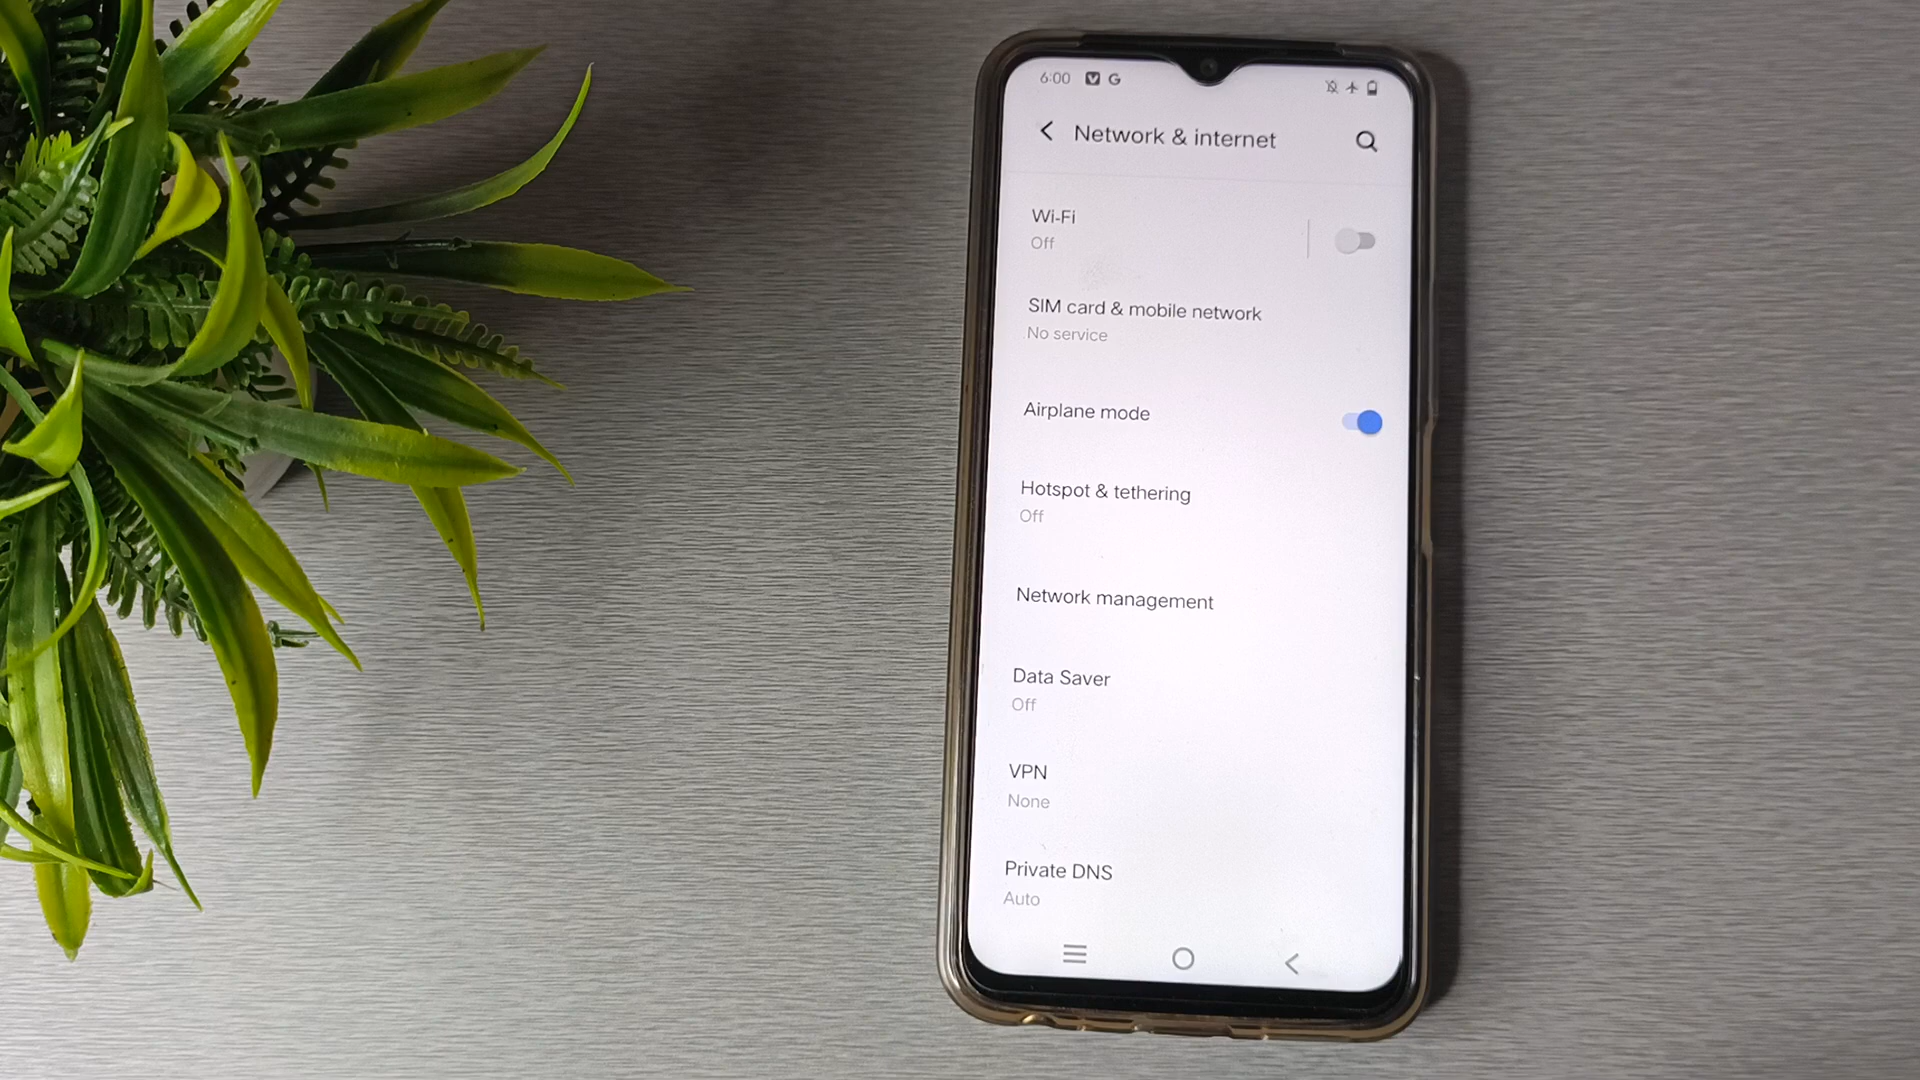 6:00 G
Network & internet
Wi-Fi
Off
SIM card & mobile network
No service
Airplane mode
Hotspot & tethering
Off
Network management
Data Saver
Off
VPN
None
Private DNS
Auto